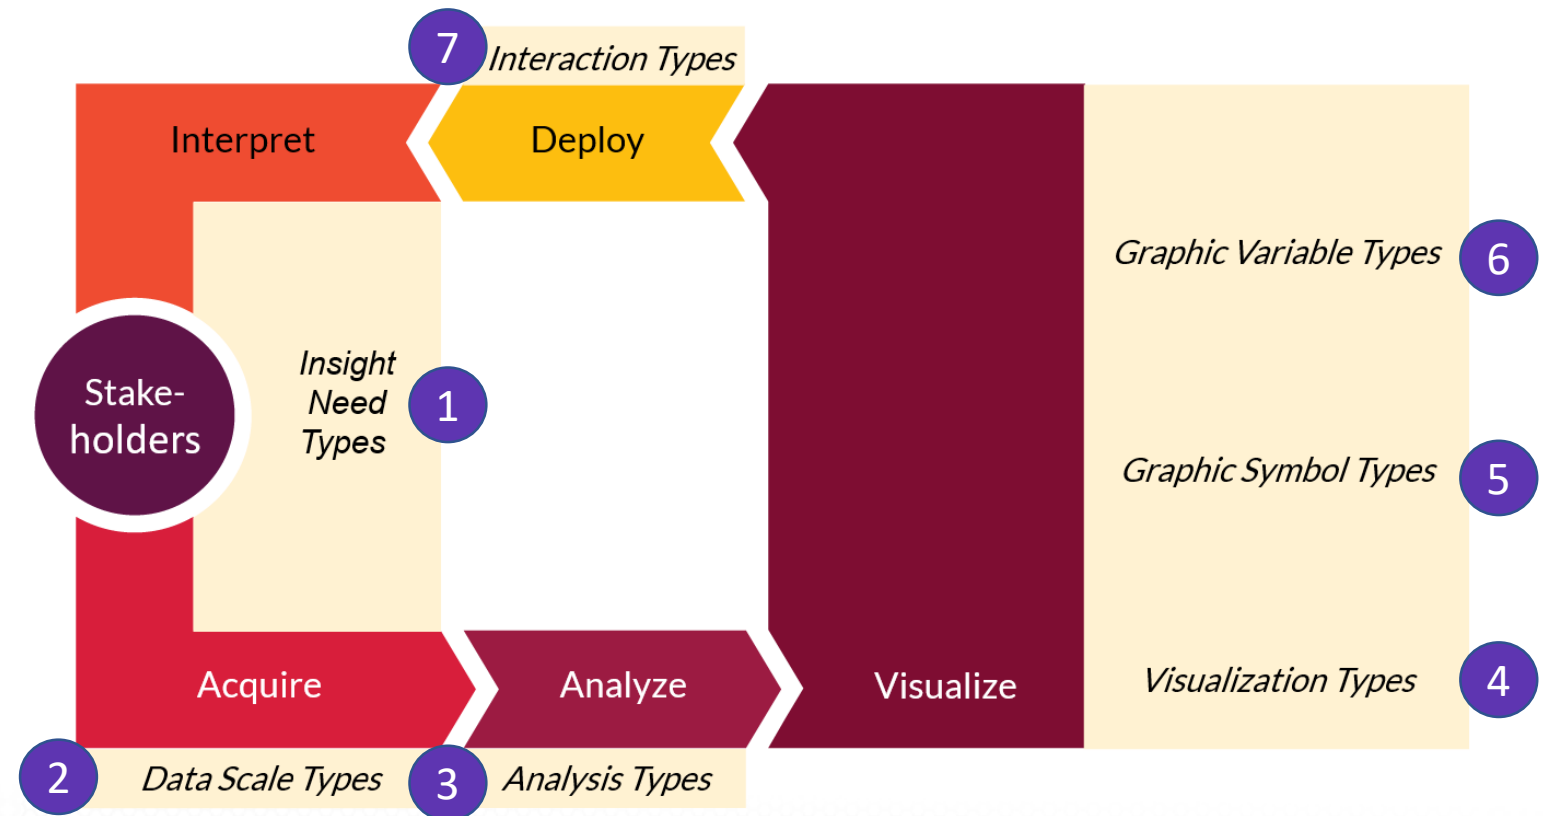 7
Interaction Types
Interpret
Deploy
Graphic Variable Types
6
Stake-
holders
Insight
Need
Types
1
Graphic Symbol Types
5
Acquire
Analyze
Visualize
Visualization Types
4
2
Data Scale Types
3
Analysis Types